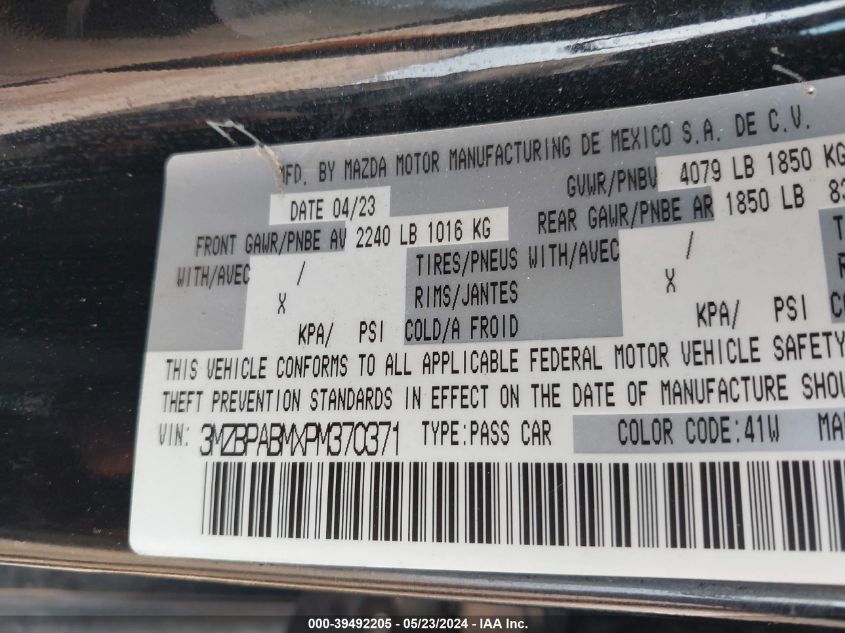 MFD. BY MAZDA MOTOR MANUFACTURING DE MEXICO S.A. DE C.V.
DATE 04/23 GVWR/PNBV 4079 LB 1850 KG
FRONT GAWR/PNBE AV 2240 LB 1016 KG REAR GAWR/PNBE AR 1850 LB 83
WITH/AVEC / TIRES/PNEUS WITH/AVEC /
X RIMS/JANTES X
KPA/ PSI COLD/A FROID KPA/ PSI
THIS VEHICLE CONFORMS TO ALL APPLICABLE FEDERAL MOTOR VEHICLE SAFETY
THEFT PREVENTION STANDARDS IN EFFECT ON THE DATE OF MANUFACTURE SHOW
VIN: 3MZBPABMXPM370371 TYPE:PASS CAR COLOR CODE:41W
000-39492205 - 05/23/2024 - IAA Inc.